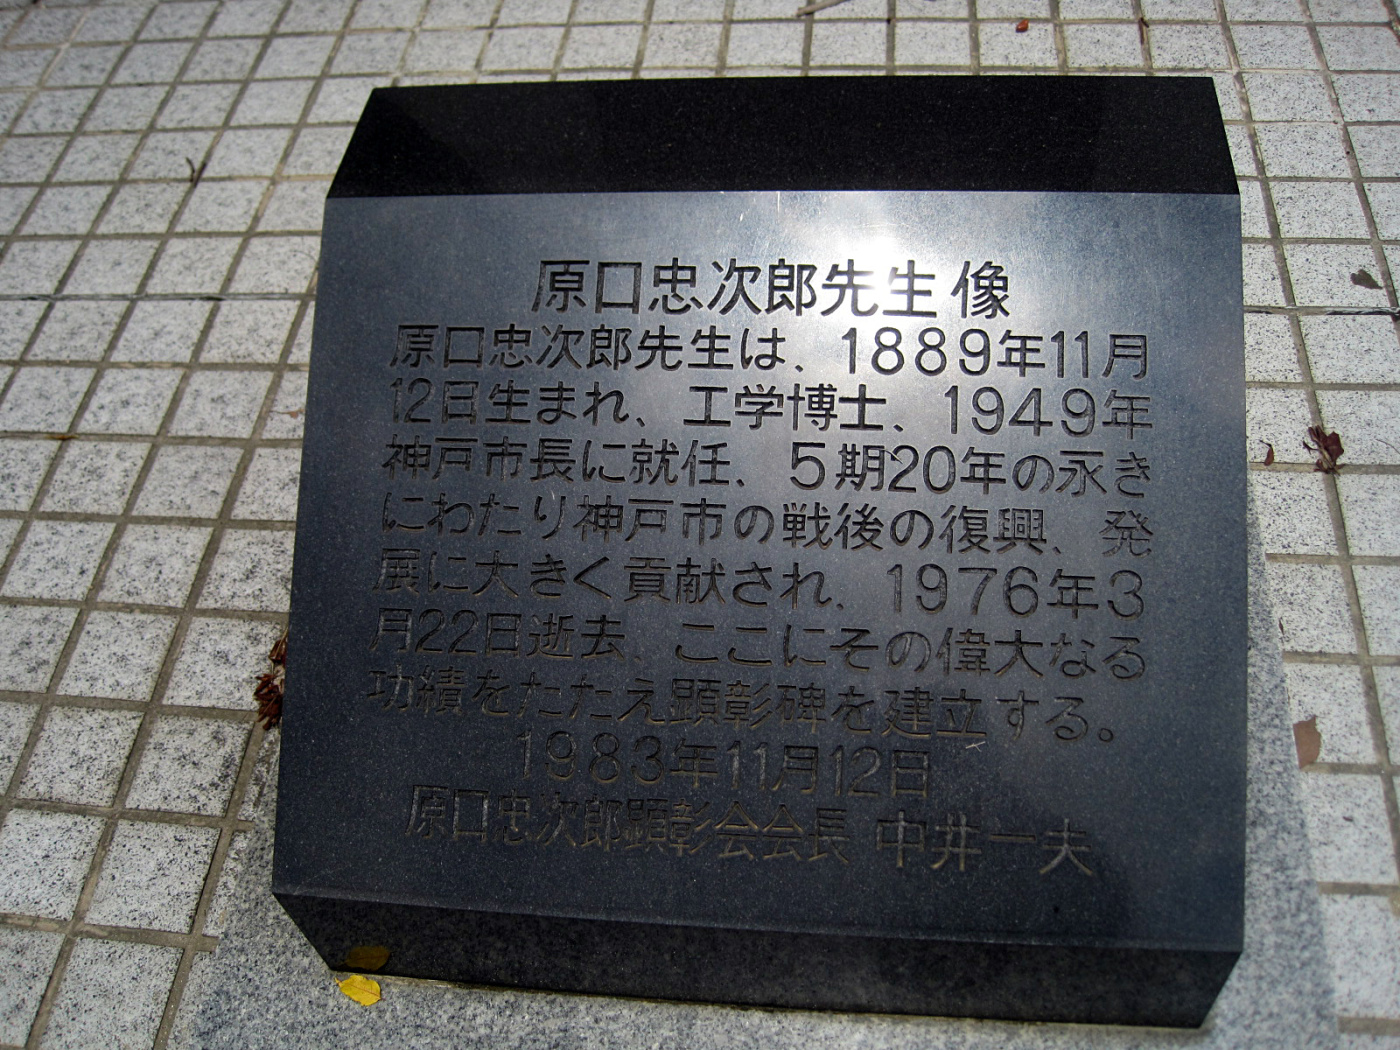 原口忠次郎先生像
原口忠次郎先生は、1889年11月
12日生まれ、工学博士、1949年
神戸市長に就任、5期20年の永き
にわたり神戸市の戦後の復興、発
展に大きく貢献され、1976年3
月22日逝去、ここにその偉大なる
功績をたたえ顕彰碑を建立する。
1983年11月12日
原口忠次郎顕彰会会長 中井一夫